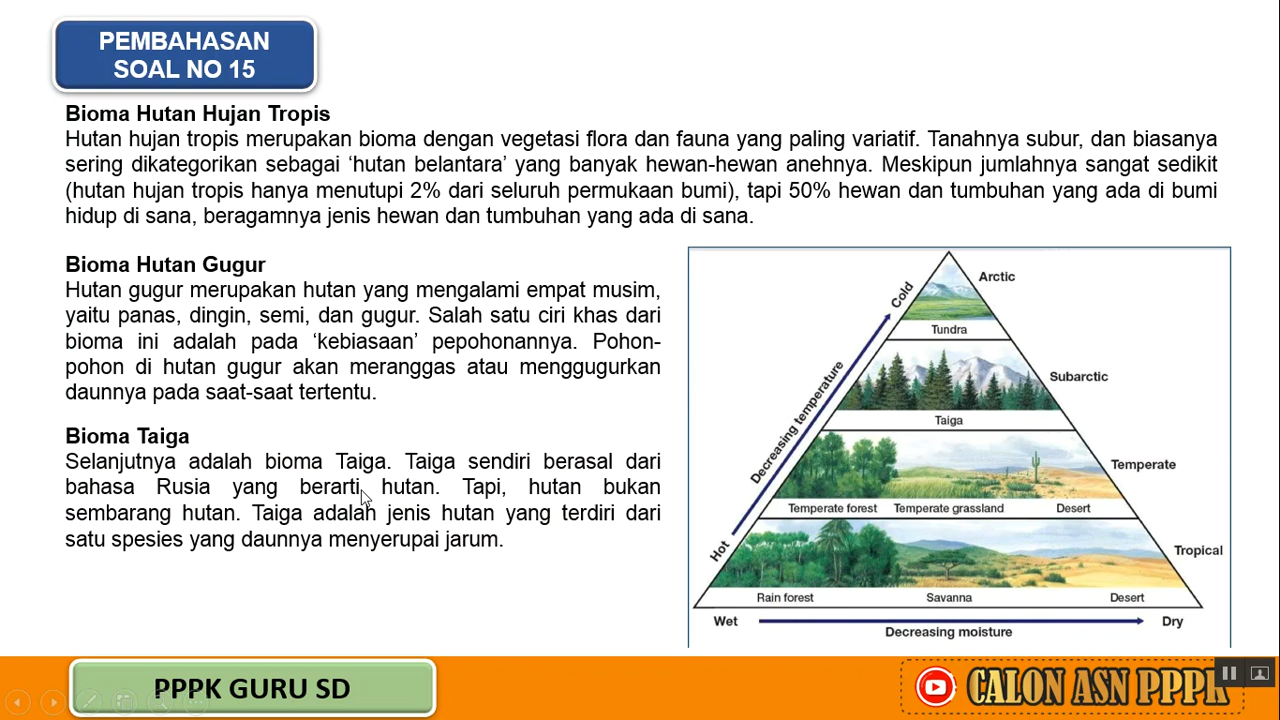 PEMBAHASAN
SOAL NO 15
Bioma Hutan Hujan Tropis
Hutan hujan tropis merupakan bioma dengan vegetasi flora dan fauna yang paling variatif. Tanahnya subur, dan biasanya
sering dikategorikan sebagai ‘hutan belantara’ yang banyak hewan-hewan anehnya. Meskipun jumlahnya sangat sedikit
(hutan hujan tropis hanya menutupi 2% dari seluruh permukaan bumi), tapi 50% hewan dan tumbuhan yang ada di bumi
hidup di sana, beragamnya jenis hewan dan tumbuhan yang ada di sana.
Bioma Hutan Gugur
Hutan gugur merupakan hutan yang mengalami empat musim,
yaitu panas, dingin, semi, dan gugur. Salah satu ciri khas dari
bioma ini adalah pada ‘kebiasaan’ pepohonannya. Pohon-
pohon di hutan gugur akan meranggas atau menggugurkan
daunnya pada saat-saat tertentu.
Bioma Taiga
Selanjutnya adalah bioma Taiga. Taiga sendiri berasal dari
bahasa Rusia yang berarti hutan. Tapi, hutan bukan
sembarang hutan. Taiga adalah jenis hutan yang terdiri dari
satu spesies yang daunnya menyerupai jarum.
Arctic
Cold
Tundra
Decreasing temperature
Subarctic
Taiga
Temperate
Temperate forest Temperate grassland Desert
Hot
Tropical
Rain forest Savanna Desert
Wet Dry
Decreasing moisture
PPPK GURU SD
CALON ASN PPPK